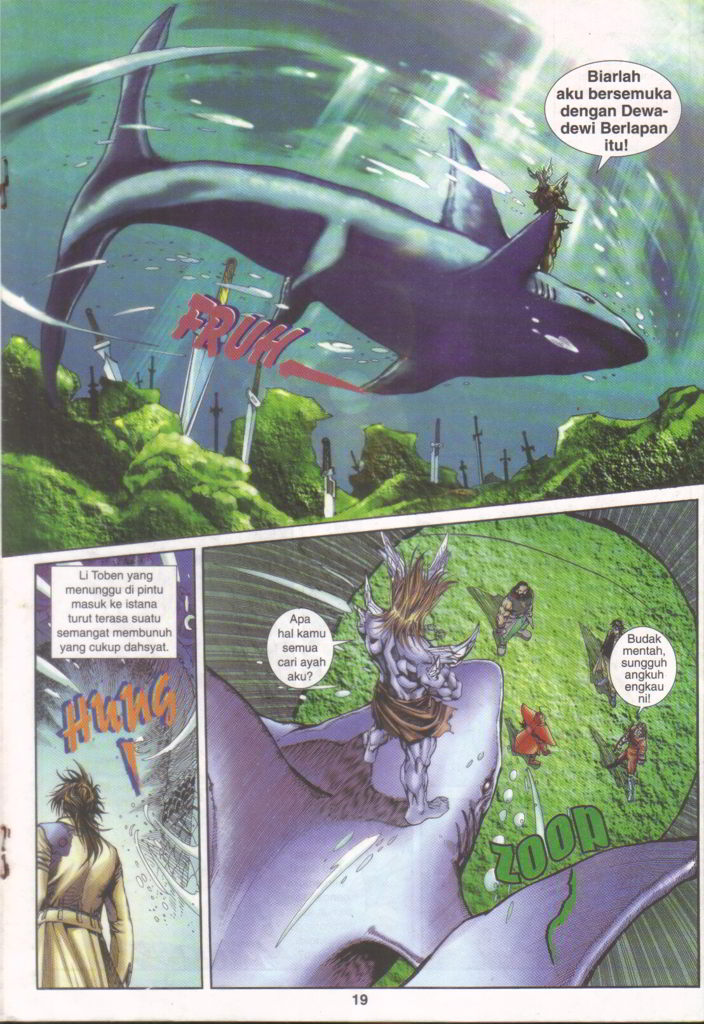 Biarlah
aku bersemuka
dengan Dewa-
dewi Berlapan
itu!
FRUH
Li Toben yang
menunggu di pintu
masuk ke istana
turut terasa suatu
semangat membunuh
yang cukup dahsyat.
HUNG
!
Apa
hal kamu
semua
cari ayah
aku?
Budak
mentah,
sungguh
angkuh
engkau
ni!
ZOOP
19